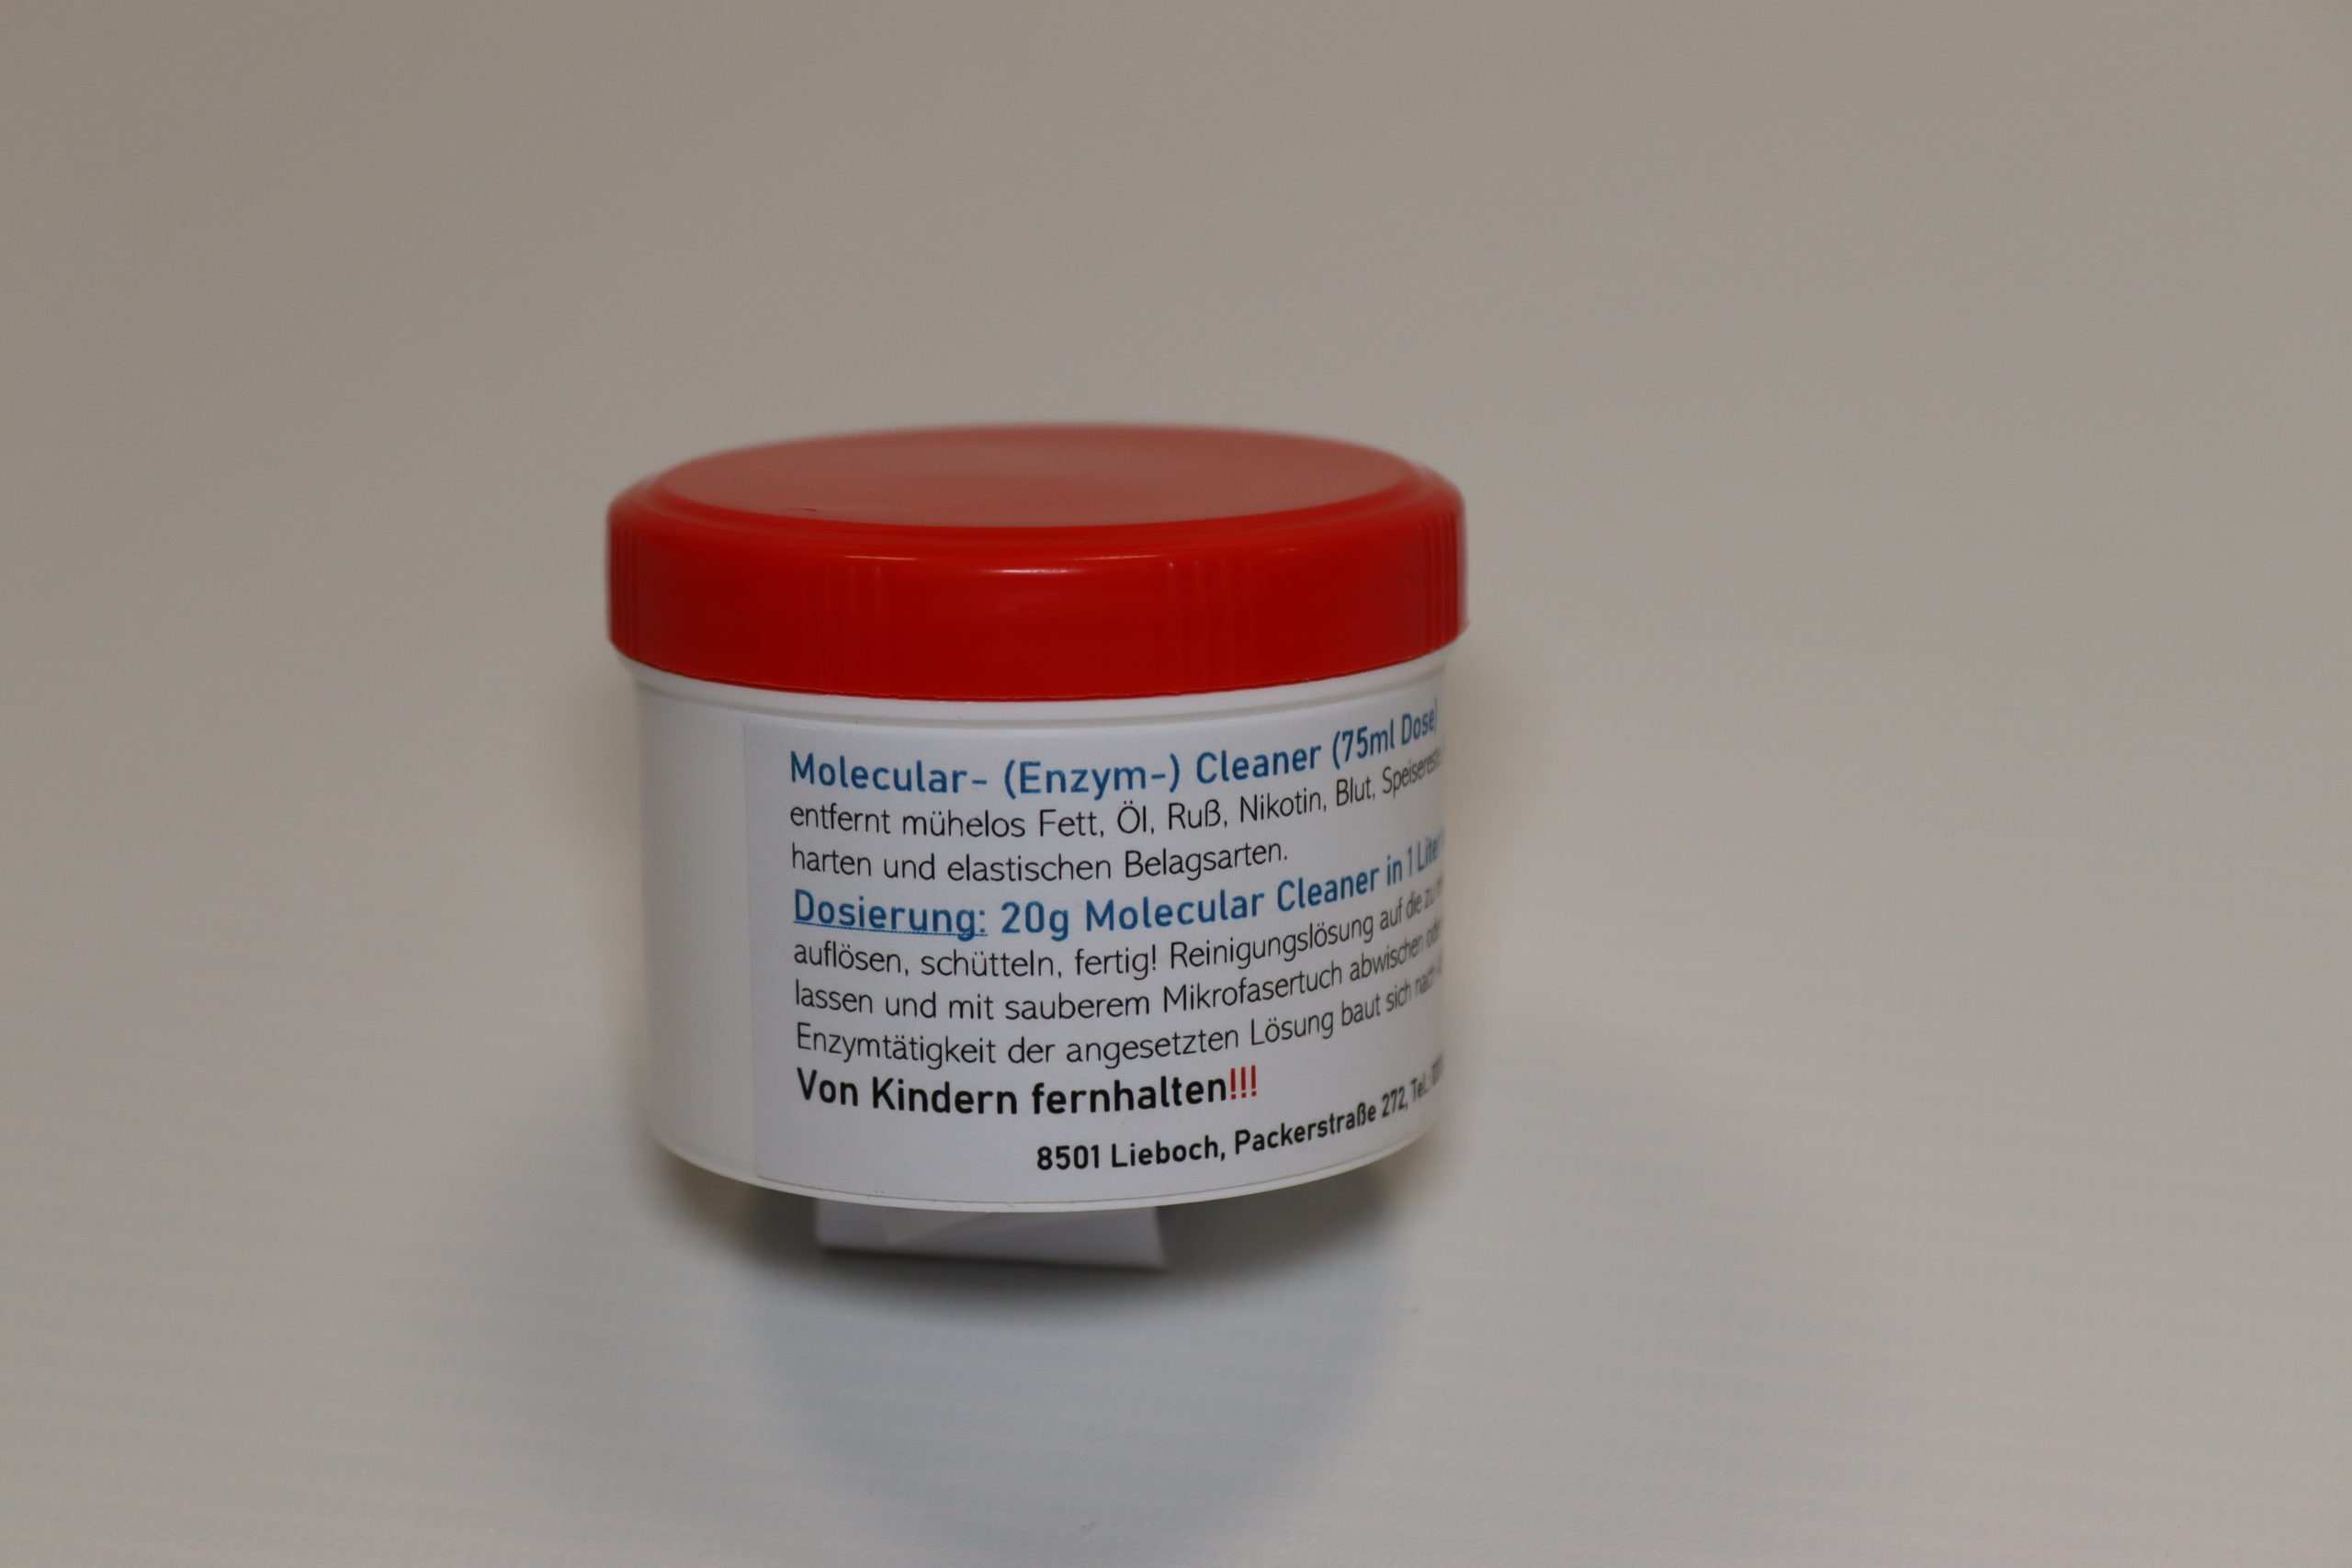 Molecular- (Enzym-) Cleaner (75ml Dose)
entfernt mühelos Fett, Öl, Ruß, Nikotin, Blut,
harten und elastischen Belagsarten.
Dosierung: 20g Molecular Cleaner in 1 Liter
auflösen, schütteln, fertig! Reinigungslösung auf die zu
lassen und mit sauberem Mikrofasertuch abwischen
Enzymtätigkeit der angesetzten Lösung baut sich nach
Von Kindern fernhalten!!!
8501 Lieboch, Packerstraße 272, Tel.: